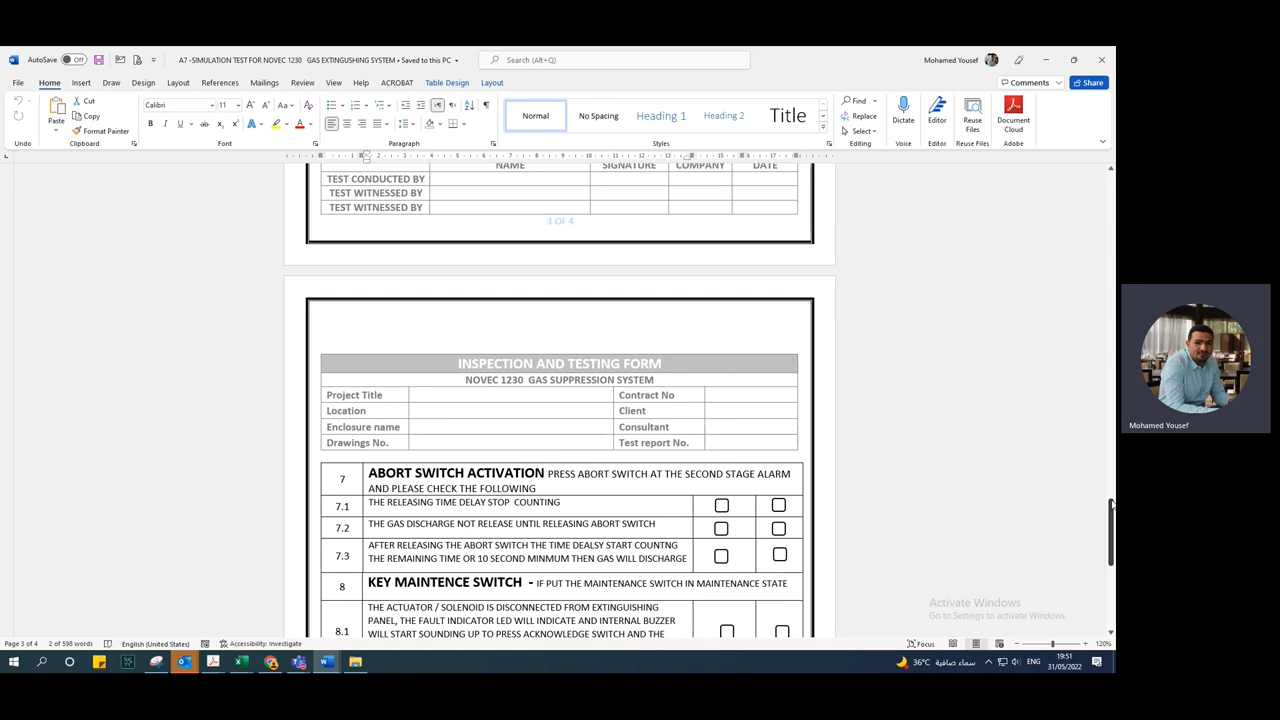 AutoSave Off A7 -SIMULATION TEST FOR NOVEC 1230 GAS EXTINGUSHING SYSTEM • Saved to this PC Search (Alt+Q) Mohamed Yousef
File Home Insert Draw Design Layout References Mailings Review View Help ACROBAT Table Design Layout Comments Share
Cut
Copy
Format Painter
Paste
Calibri 11
Normal
No Spacing
Heading 1
Heading 2
Title
Find
Replace
Select
Dictate
Editor
Reuse Files
Document Cloud
Undo Clipboard Font Paragraph Styles Editing Voice Editor Reuse Files Adobe Acrobat
NAME SIGNATURE COMPANY DATE
TEST CONDUCTED BY
TEST WITNESSED BY
TEST WITNESSED BY
3 OF 4
INSPECTION AND TESTING FORM
NOVEC 1230 GAS SUPPRESSION SYSTEM
Project Title Contract No
Location Client
Enclosure name Consultant
Drawings No. Test report No.
7 ABORT SWITCH ACTIVATION PRESS ABORT SWITCH AT THE SECOND STAGE ALARM
AND PLEASE CHECK THE FOLLOWING
7.1 THE RELEASING TIME DELAY STOP COUNTING
7.2 THE GAS DISCHARGE NOT RELEASE UNTIL RELEASING ABORT SWITCH
7.3 AFTER RELEASING THE ABORT SWITCH THE TIME DEALSY START COUNTNG
THE REMAINING TIME OR 10 SECOND MINMUM THEN GAS WILL DISCHARGE
8 KEY MAINTENCE SWITCH - IF PUT THE MAINTENANCE SWITCH IN MAINTENANCE STATE
8.1 THE ACTUATOR / SOLENOID IS DISCONNECTED FROM EXTINGUISHING
PANEL, THE FAULT INDICATOR LED WILL INDICATE AND INTERNAL BUZZER
WILL START SOUNDING UP TO PRESS ACKNOWLEDGE SWITCH AND THE
Mohamed Yousef
Activate Windows
Go to Settings to activate Windows.
Page 3 of 4 2 of 598 words English (United States) Accessibility: Investigate Focus 120%
36°C سماء صافية ENG 19:51
31/05/2022